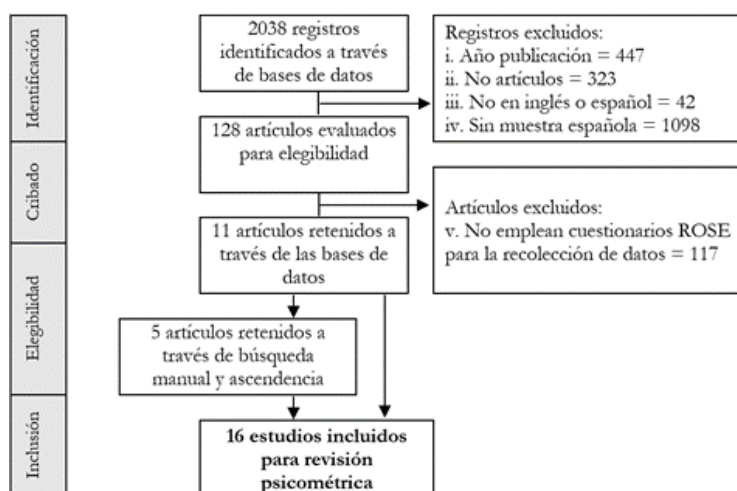 Identificación
2038 registros
identificados a través
de bases de datos
Registros excluidos:
i. Año publicación = 447
ii. No artículos = 323
iii. No en inglés o español = 42
iv. Sin muestra española = 1098
128 artículos evaluados
para elegibilidad
Cribado
Artículos excluidos:
v. No emplean cuestionarios ROSE
para la recolección de datos = 117
11 artículos retenidos a
través de las bases de
datos
Elegibilidad
5 artículos retenidos a
través de búsqueda
manual y ascendencia
Inclusión
16 estudios incluidos
para revisión
psicométrica